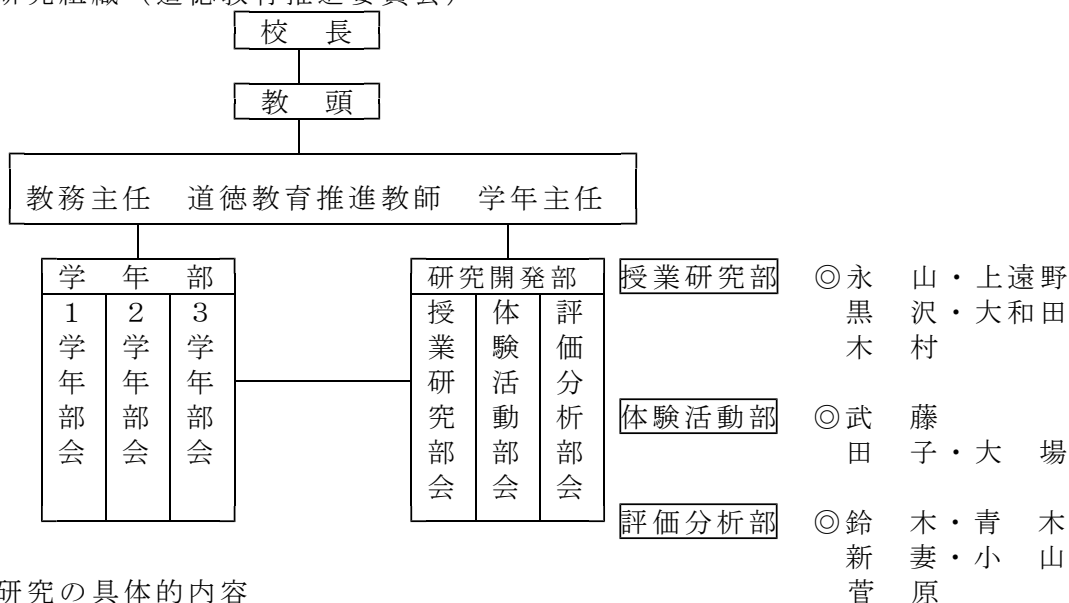 研究組織（道徳教育推進委員会）
校　長
教　頭
教務主任　道徳教育推進教師　学年主任
学　年　部
1学年部会
2学年部会
3学年部会
研究開発部
授業研究部会
体験活動部会
評価分析部会
授業研究部　◎永　山・上遠野
黒　沢・大和田
木　村
体験活動部　◎武　藤
田　子・大　場
評価分析部　◎鈴　木・青　木
新　妻・小　山
菅　原
研究の具体的内容